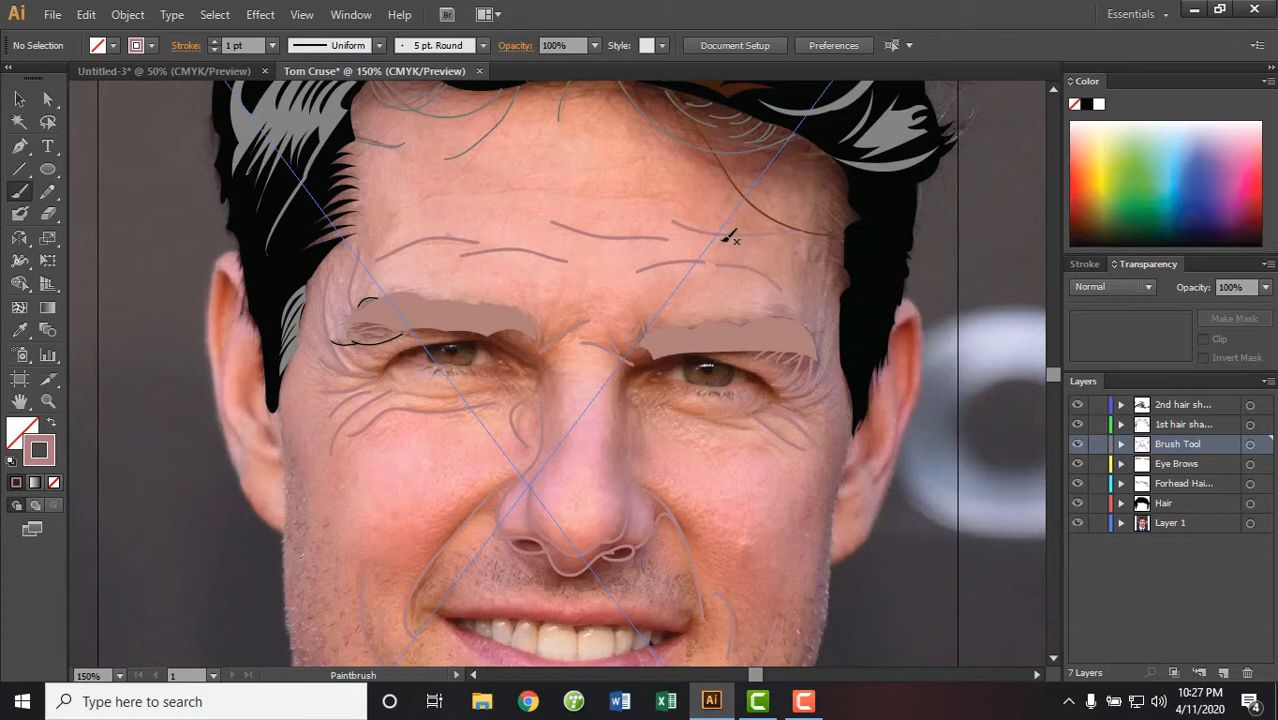 Ai File Edit Object Type Select Effect View Window Help Br Essentials
No Selection Stroke: 1 pt Uniform 5 pt. Round Opacity: 100% Style: Document Setup Preferences
Untitled-3* @ 50% (CMYK/Preview) × Tom Cruse* @ 150% (CMYK/Preview) ×
Color
Stroke Transparency
Normal Opacity: 100%
Make Mask
Clip
Invert Mask
Layers
2nd hair sh...
1st hair sha...
Brush Tool
Eye Brows
Forhead Hai...
Hair
Layer 1
7 Layers
150% 1 Paintbrush
Type here to search
10:27 PM
4/11/2020
4